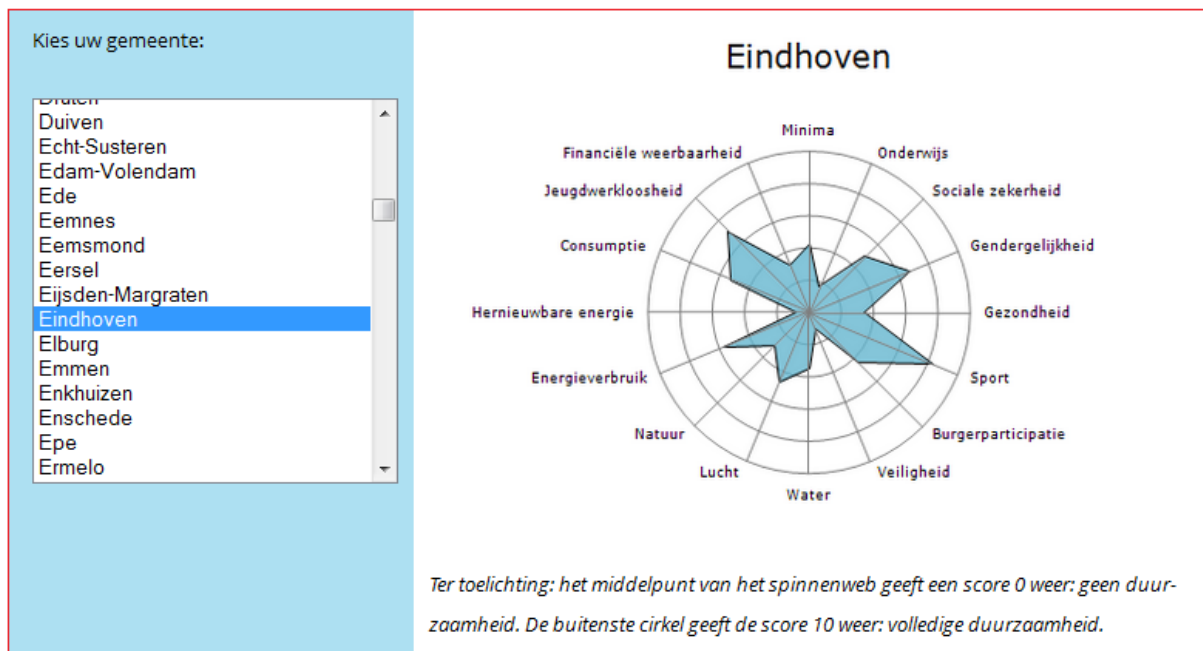 Kies uw gemeente:
Druten
Duiven
Echt-Susteren
Edam-Volendam
Ede
Eemnes
Eemsmond
Eersel
Eijsden-Margraten
Eindhoven
Elburg
Emmen
Enkhuizen
Enschede
Epe
Ermelo
Eindhoven
Minima
Financiële weerbaarheid
Onderwijs
Jeugdwerkloosheid
Sociale zekerheid
Consumptie
Gendergelijkheid
Hernieuwbare energie
Gezondheid
Energieverbruik
Sport
Natuur
Burgerparticipatie
Lucht
Veiligheid
Water
Ter toelichting: het middelpunt van het spinnenweb geeft een score 0 weer: geen duur-
zaamheid. De buitenste cirkel geeft de score 10 weer: volledige duurzaamheid.